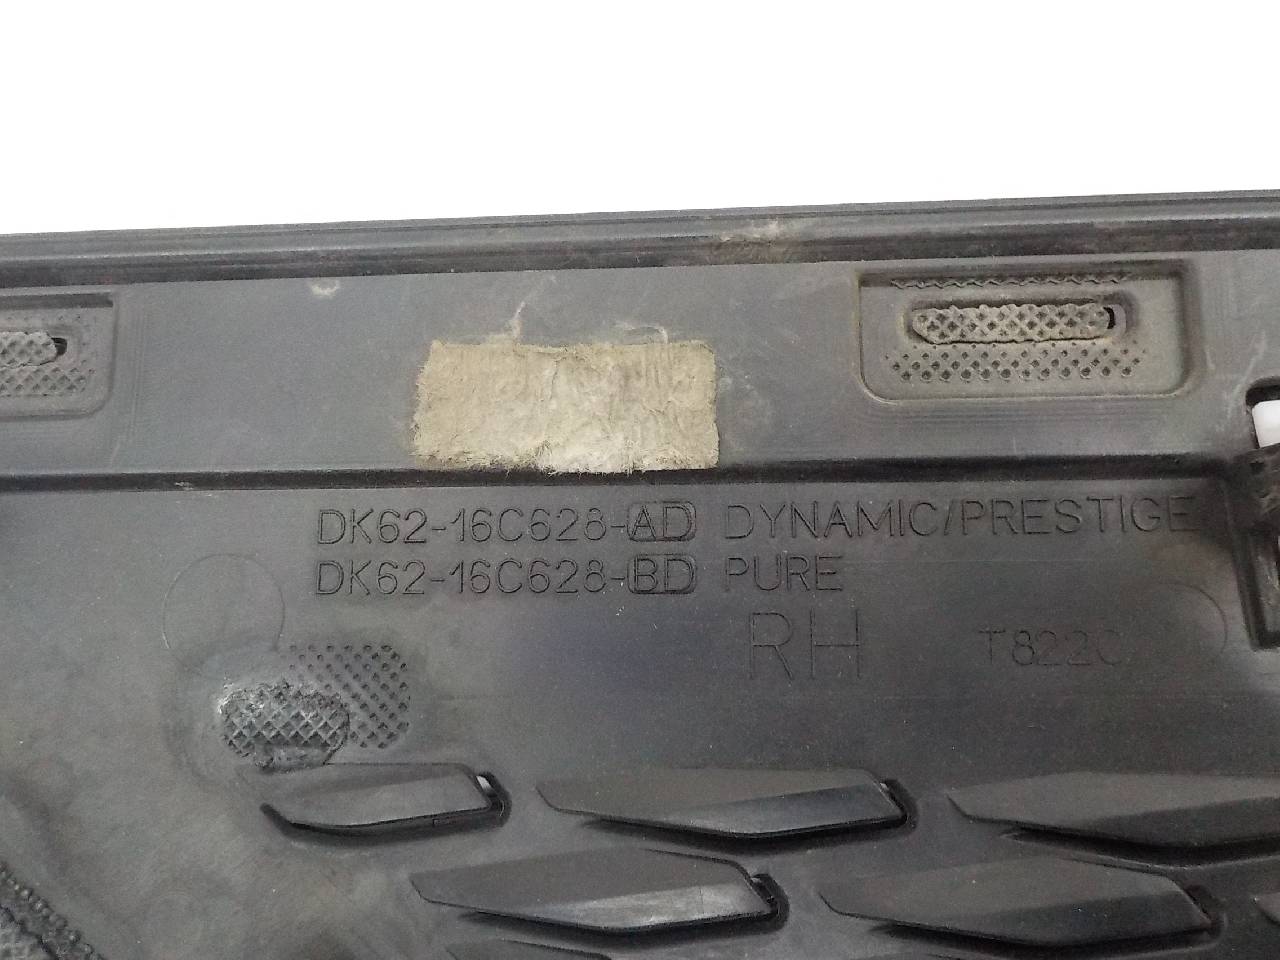 DK62-16C628-AD DYNAMIC/PRESTIGE
DK62-16C628-BD PURE
RH